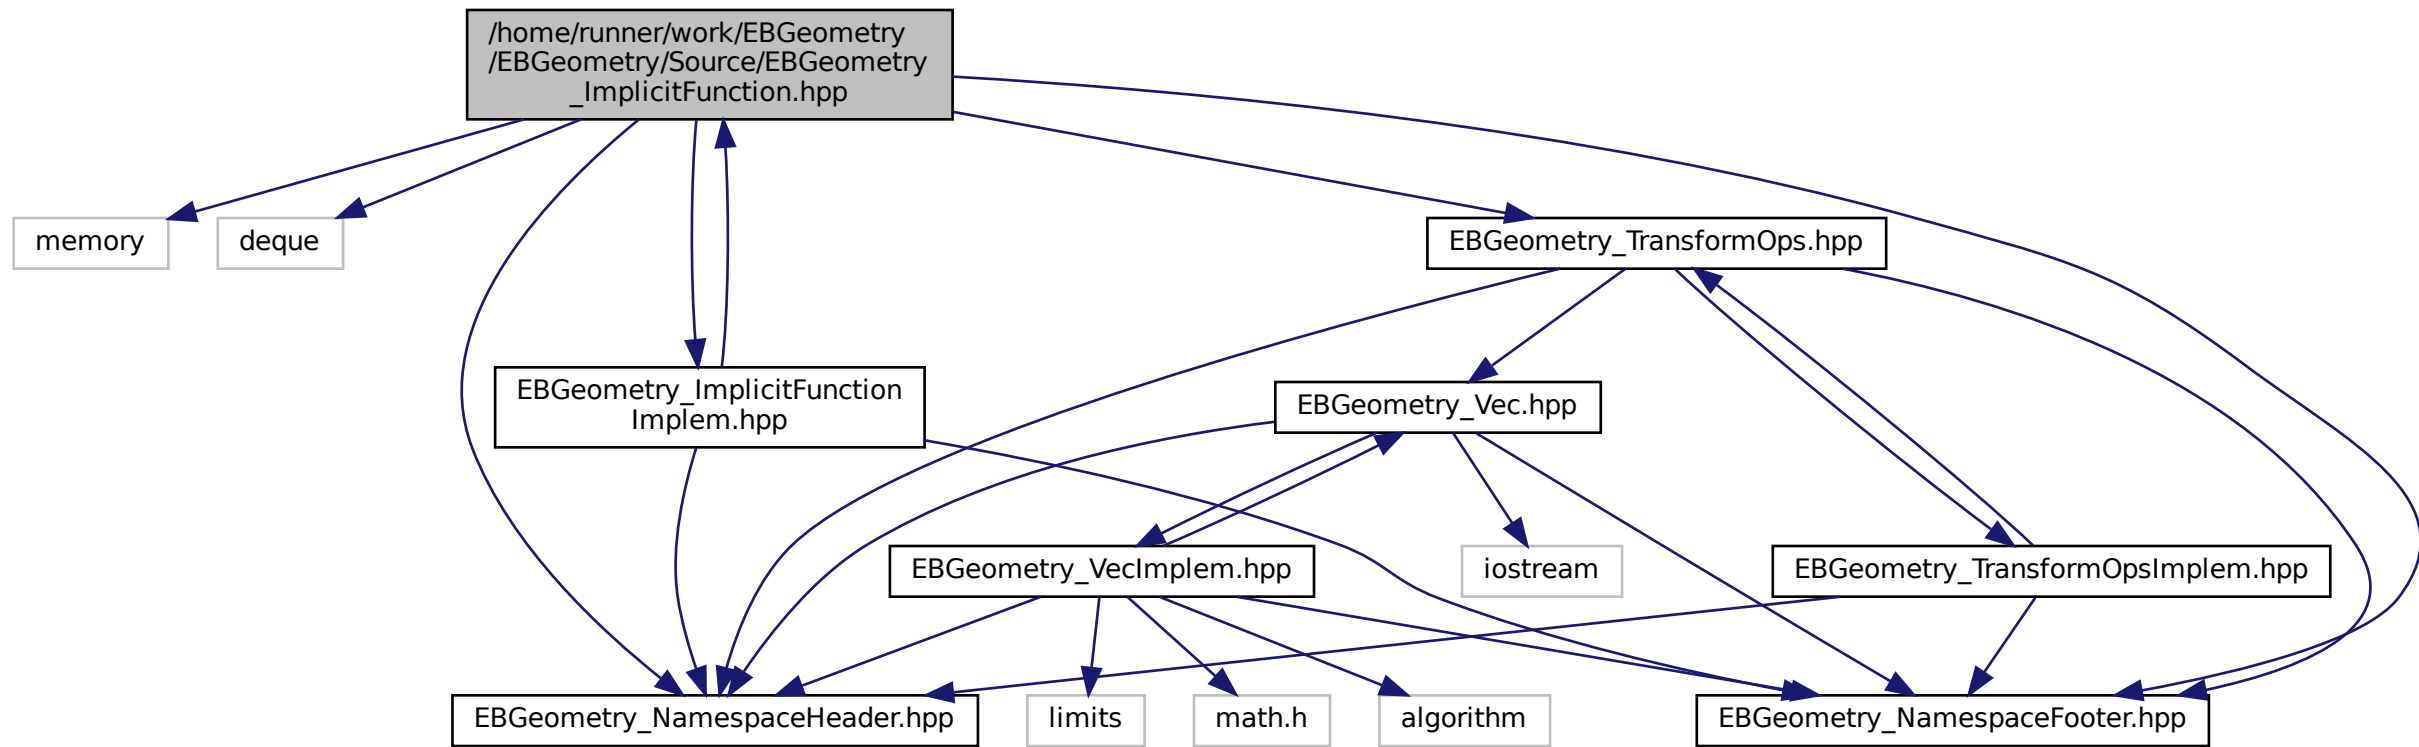 /home/runner/work/EBGeometry
/EBGeometry/Source/EBGeometry
_ImplicitFunction.hpp
memory
deque
EBGeometry_TransformOps.hpp
EBGeometry_ImplicitFunction
Implem.hpp
EBGeometry_Vec.hpp
EBGeometry_VecImplem.hpp
iostream
EBGeometry_TransformOpsImplem.hpp
EBGeometry_NamespaceHeader.hpp
limits
math.h
algorithm
EBGeometry_NamespaceFooter.hpp